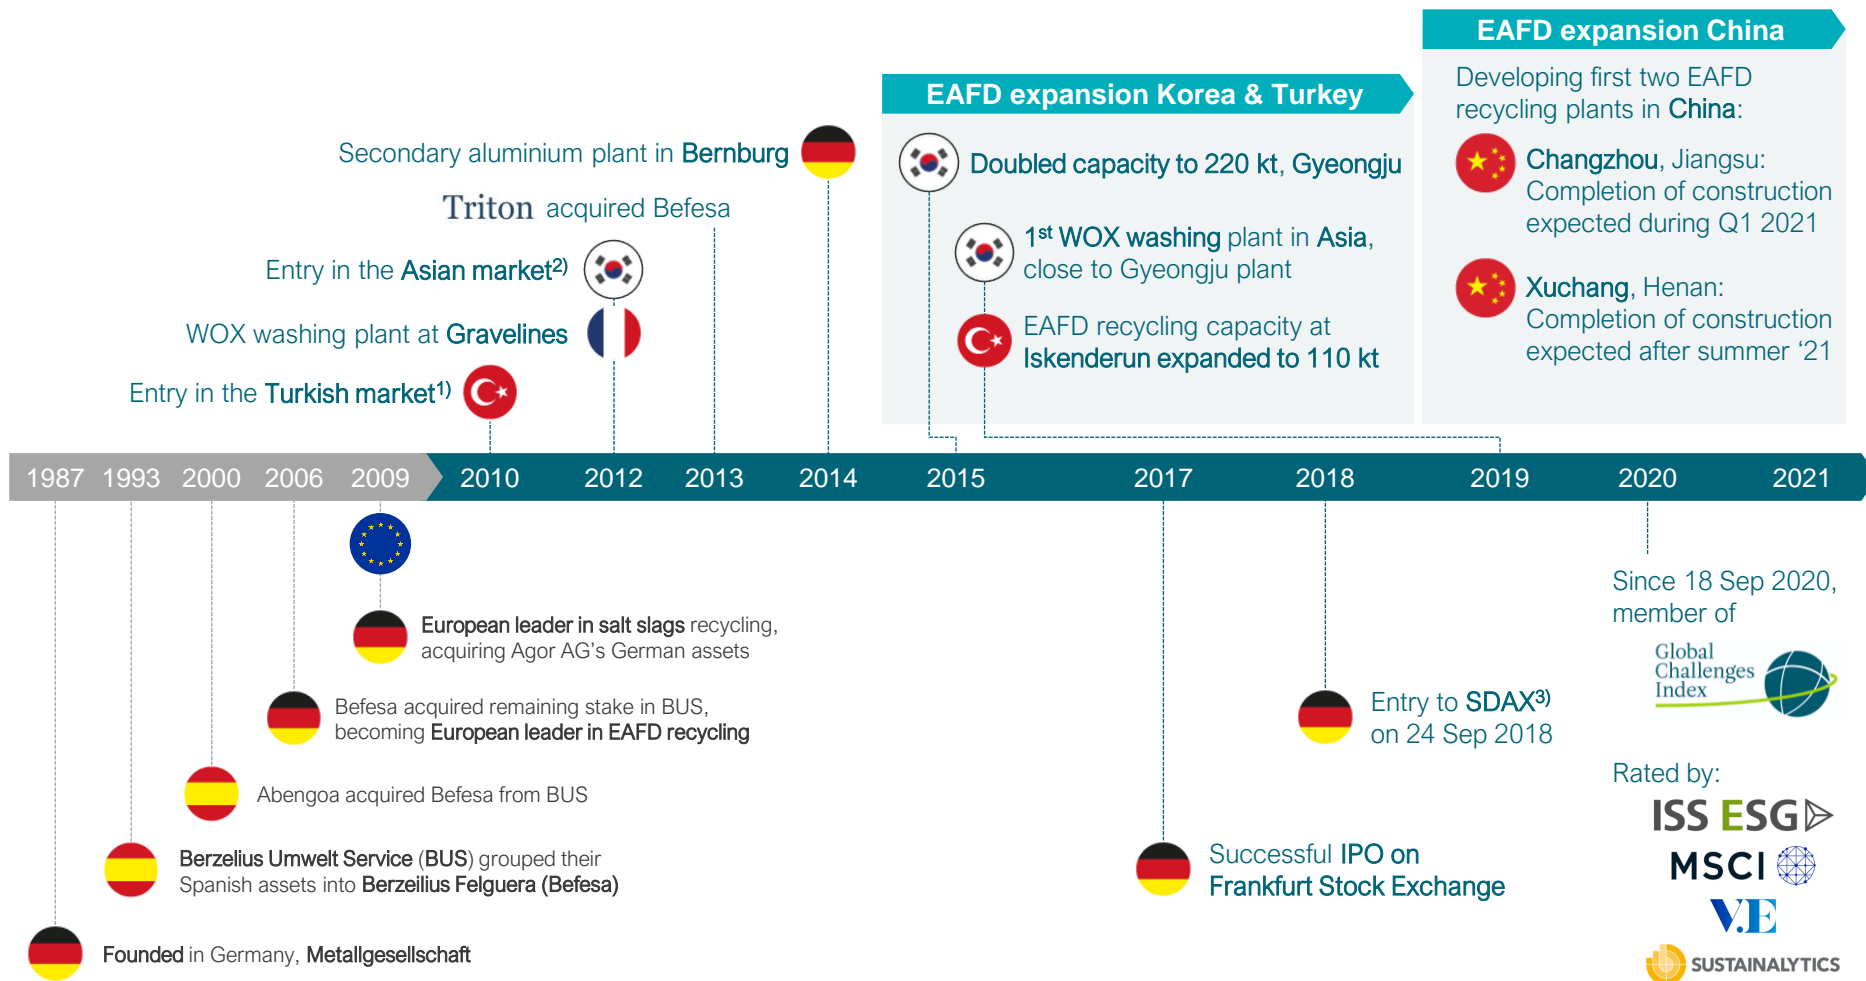 EAFD expansion China
Developing first two EAFD
recycling plants in China:
Changzhou, Jiangsu:
Completion of construction
expected during Q1 2021
Xuchang, Henan:
Completion of construction
expected after summer ‘21
EAFD expansion Korea & Turkey
Doubled capacity to 220 kt, Gyeongju
1st WOX washing plant in Asia,
close to Gyeongju plant
EAFD recycling capacity at
Iskenderun expanded to 110 kt
Secondary aluminium plant in Bernburg
Triton acquired Befesa
Entry in the Asian market2)
WOX washing plant at Gravelines
Entry in the Turkish market1)
1987 1993 2000 2006 2009 2010 2012 2013 2014 2015 2017 2018 2019 2020 2021
European leader in salt slags recycling,
acquiring Agor AG’s German assets
Befesa acquired remaining stake in BUS,
becoming European leader in EAFD recycling
Abengoa acquired Befesa from BUS
Berzelius Umwelt Service (BUS) grouped their
Spanish assets into Berzeilius Felguera (Befesa)
Founded in Germany, Metallgesellschaft
Successful IPO on
Frankfurt Stock Exchange
Entry to SDAX3)
on 24 Sep 2018
Since 18 Sep 2020,
member of
Global
Challenges
Index
Rated by:
ISS ESG
MSCI
V.E
SUSTAINALYTICS